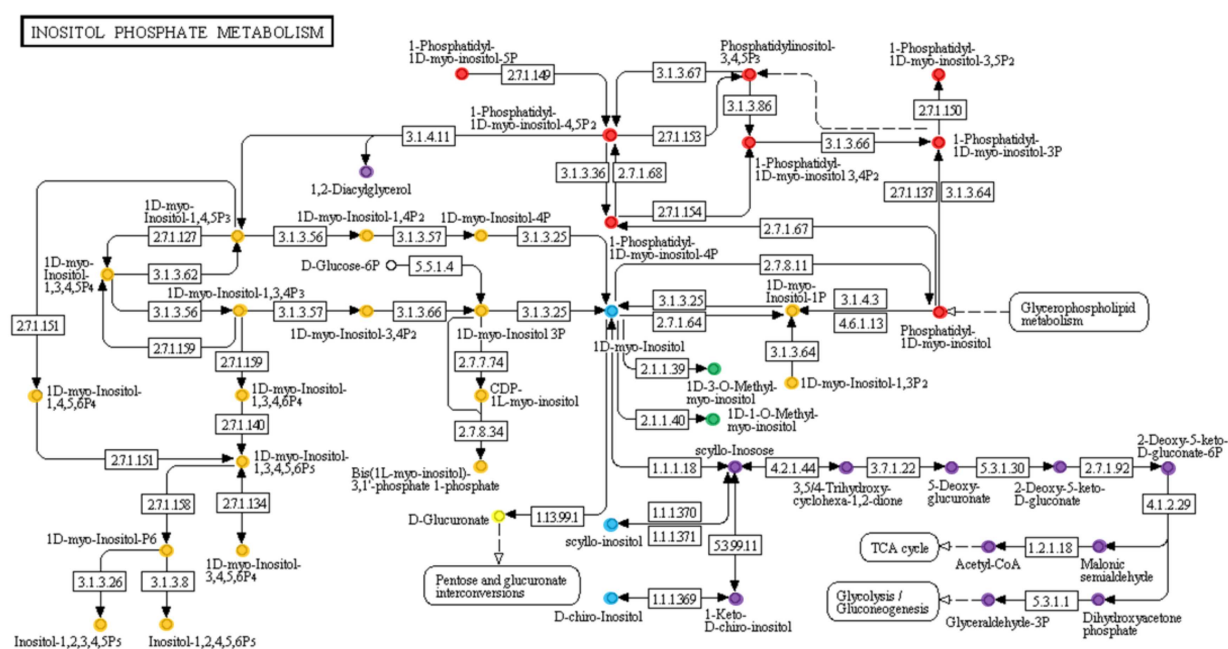 INOSITOL PHOSPHATE METABOLISM
1-Phosphatidyl-
1D-myo-inositol-5P
2.7.1.149
3.1.3.67
Phosphatidylinositol-
3,4,5P3
3.1.3.86
1-Phosphatidyl-
1D-myo-inositol-3,5P2
2.7.1.150
1-Phosphatidyl-
1D-myo-inositol-4,5P2
3.1.4.11
2.7.1.153
3.1.3.66
1-Phosphatidyl-
1D-myo-inositol-3P
1,2-Diacylglycerol
3.1.3.36
2.7.1.68
1-Phosphatidyl-
1D-myo-inositol 3,4P2
2.7.1.137
3.1.3.64
2.7.1.154
2.7.1.67
1D-myo-
Inositol-1,4,5P3
1D-myo-Inositol-1,4P2
1D-myo-Inositol-4P
2.7.1.127
3.1.3.56
3.1.3.57
3.1.3.25
1-Phosphatidyl-
1D-myo-inositol-4P
1D-myo-
Inositol-
1,3,4,5P4
3.1.3.62
D-Glucose-6P
5.5.1.4
2.7.8.11
1D-myo-Inositol-1,3,4P3
3.1.3.56
3.1.3.57
3.1.3.66
3.1.3.25
3.1.3.25
2.7.1.64
1D-myo-
Inositol-1P
3.1.4.3
4.6.1.13
Glycerophospholipid
metabolism
2.7.1.151
2.7.1.159
1D-myo-Inositol-3,4P2
1D-myo-Inositol 3P
1D-myo-Inositol
Phosphatidyl-
1D-myo-inositol
2.7.1.159
2.7.7.74
2.1.1.39
3.1.3.64
1D-myo-Inositol-
1,4,5,6P4
1D-myo-Inositol-
1,3,4,6P4
CDP-
1L-myo-inositol
1D-3-O-Methyl-
myo-inositol
1D-myo-Inositol-1,3P2
2.7.1.140
2.7.8.34
2.1.1.40
1D-1-O-Methyl-
myo-inositol
2.7.1.151
1D-myo-Inositol-
1,3,4,5,6P5
Bis(1L-myo-inositol)-
3,1'-phosphate 1-phosphate
1.1.1.18
scyllo-Inosose
4.2.1.44
3.7.1.22
5.3.1.30
2.7.1.92
2-Deoxy-5-keto-
D-gluconate-6P
3,5/4-Trihydroxy-
cyclohexa-1,2-dione
5-Deoxy-
glucuronate
2-Deoxy-5-keto-
D-gluconate
2.7.1.158
2.7.1.134
D-Glucuronate
1.13.99.1
1.1.1.370
1.1.1.371
4.1.2.29
1D-myo-Inositol-P6
1D-myo-Inositol-
3,4,5,6P4
scyllo-inositol
5.3.99.11
TCA cycle
1.2.1.18
Acetyl-CoA
Malonic
semialdehyde
3.1.3.26
3.1.3.8
Pentose and glucuronate
interconversions
Glycolysis /
Gluconeogenesis
5.3.1.1
Inositol-1,2,3,4,5P5
Inositol-1,2,4,5,6P5
D-chiro-Inositol
1.1.1.369
1-Keto-
D-chiro-inositol
Glyceraldehyde-3P
Dihydroxyacetone
phosphate